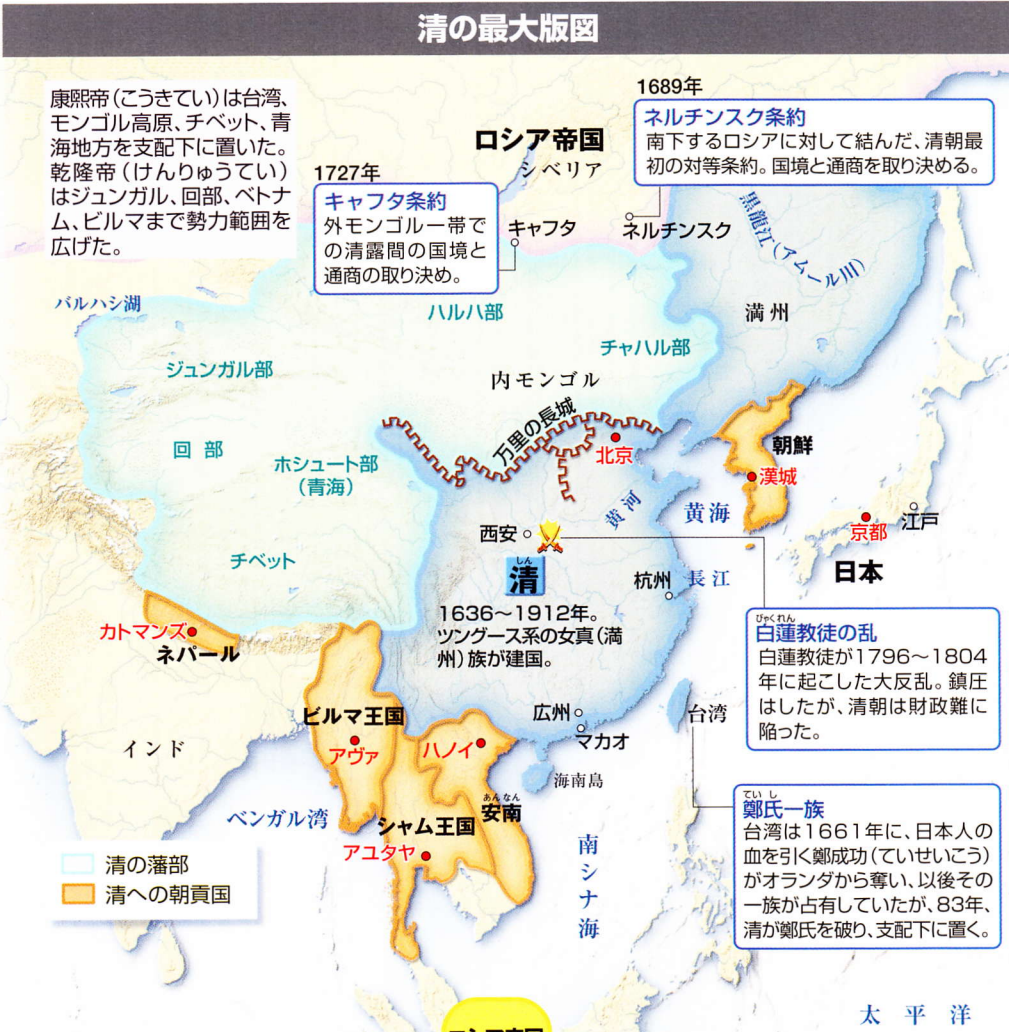 清の最大版図
康熙帝(こうきてい)は台湾、
モンゴル高原、チベット、青
海地方を支配下に置いた。
乾隆帝(けんりゅうてい)
はジュンガル、回部、ベトナ
ム、ビルマまで勢力範囲を
広げた。
1727年
キャフタ条約
外モンゴル一帯で
の清露間の国境と
通商の取り決め。
ロシア帝国
シベリア
1689年
ネルチンスク条約
南下するロシアに対して結んだ、清朝最
初の対等条約。国境と通商を取り決める。
キャフタ
ネルチンスク
黒龍江(アムール川)
バルハシ湖
ハルハ部
満州
チャハル部
ジュンガル部
内モンゴル
万里の長城
回部
ホシュート部
(青海)
北京
朝鮮
漢城
黄河
黄海
西安
京都
江戸
日本
チベット
しん
清
杭州
長江
1636〜1912年。
ツングース系の女真(満
州)族が建国。
カトマンズ
ネパール
びゃくれん
白蓮教徒の乱
白蓮教徒が1796〜1804
年に起こした大反乱。鎮圧
はしたが、清朝は財政難に
陥った。
ビルマ王国
アヴァ
ハノイ
広州
マカオ
台湾
インド
海南島
ベンガル湾
あんなん
安南
シャム王国
アユタヤ
南シナ海
てい し
鄭氏一族
台湾は1661年に、日本人の
血を引く鄭成功(ていせいこう)
がオランダから奪い、以後その
一族が占有していたが、83年、
清が鄭氏を破り、支配下に置く。
清の藩部
清への朝貢国
太平洋